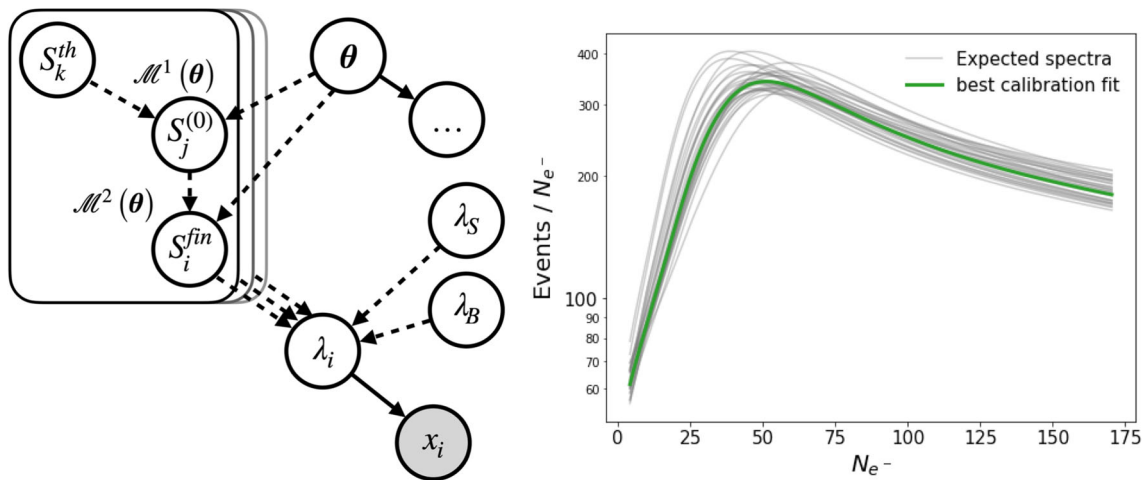 S_k^{th}
ℳ^1 (θ)
θ
S_j^{(0)}
...
ℳ^2 (θ)
S_i^{fin}
λ_S
λ_B
λ_i
x_i
Expected spectra
best calibration fit
Events / N_{e^-}
400
300
200
100
90
80
70
60
0 25 50 75 100 125 150 175
N_{e^-}